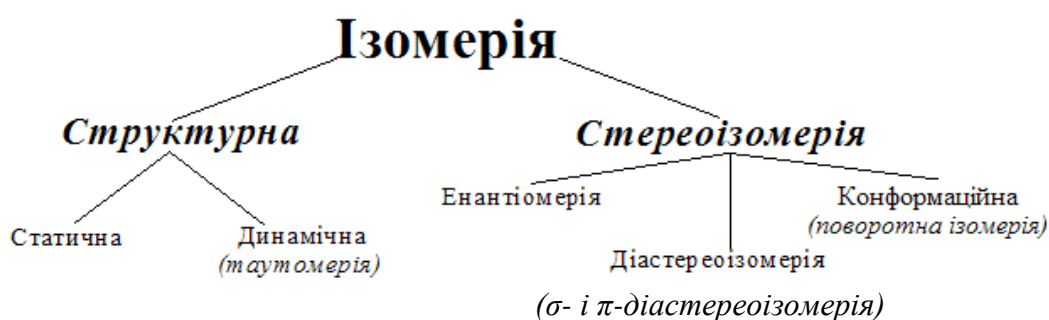 Ізомерія
Структурна
Стереоізомерія
Статична
Динамічна
(таутомерія)
Енантіомерія
Діастереоізомерія
(σ- і π-діастереоізомерія)
Конформаційна
(поворотна ізомерія)